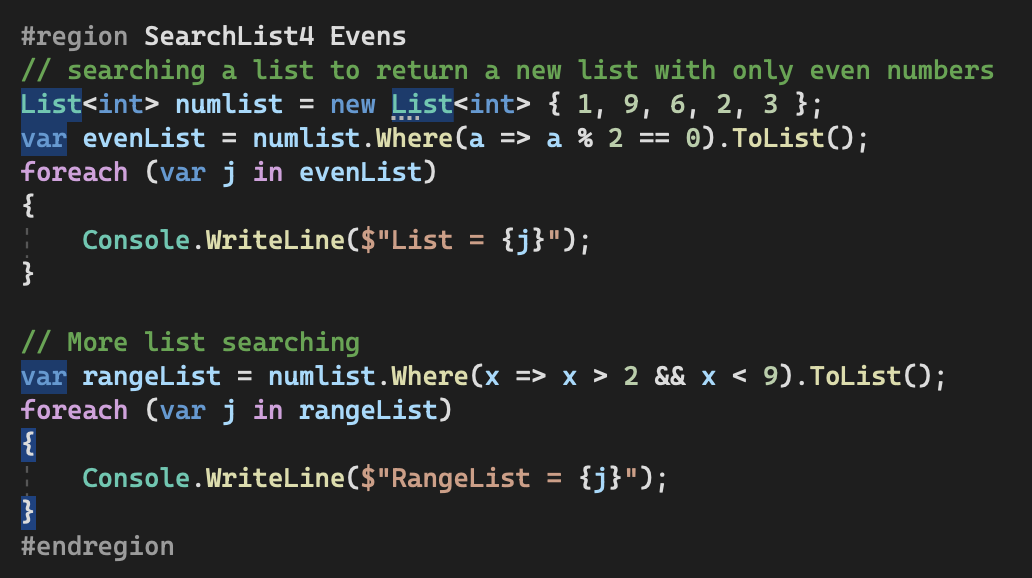 #region SearchList4 Evens
// searching a list to return a new list with only even numbers
List<int> numlist = new List<int> { 1, 9, 6, 2, 3 };
var evenList = numlist.Where(a => a % 2 == 0).ToList();
foreach (var j in evenList)
{
    Console.WriteLine($"List = {j}");
}

// More list searching
var rangeList = numlist.Where(x => x > 2 && x < 9).ToList();
foreach (var j in rangeList)
{
    Console.WriteLine($"RangeList = {j}");
}
#endregion